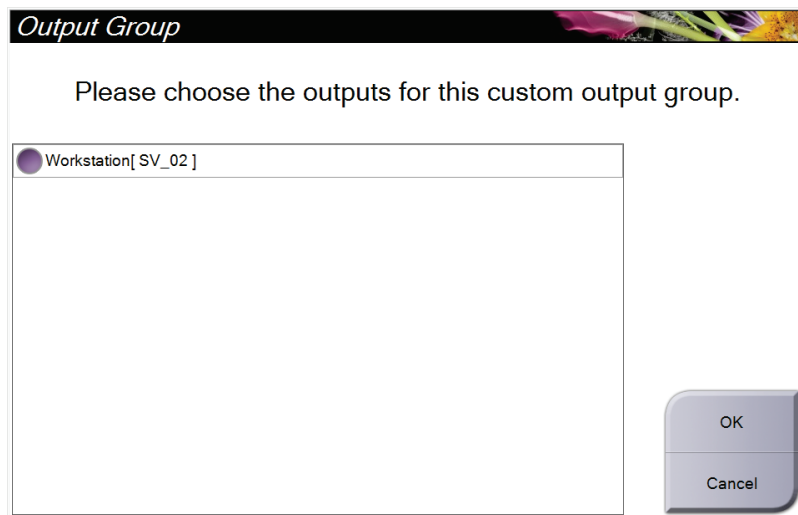 Output Group
Please choose the outputs for this custom output group.
Workstation[ SV_02 ]
OK
Cancel